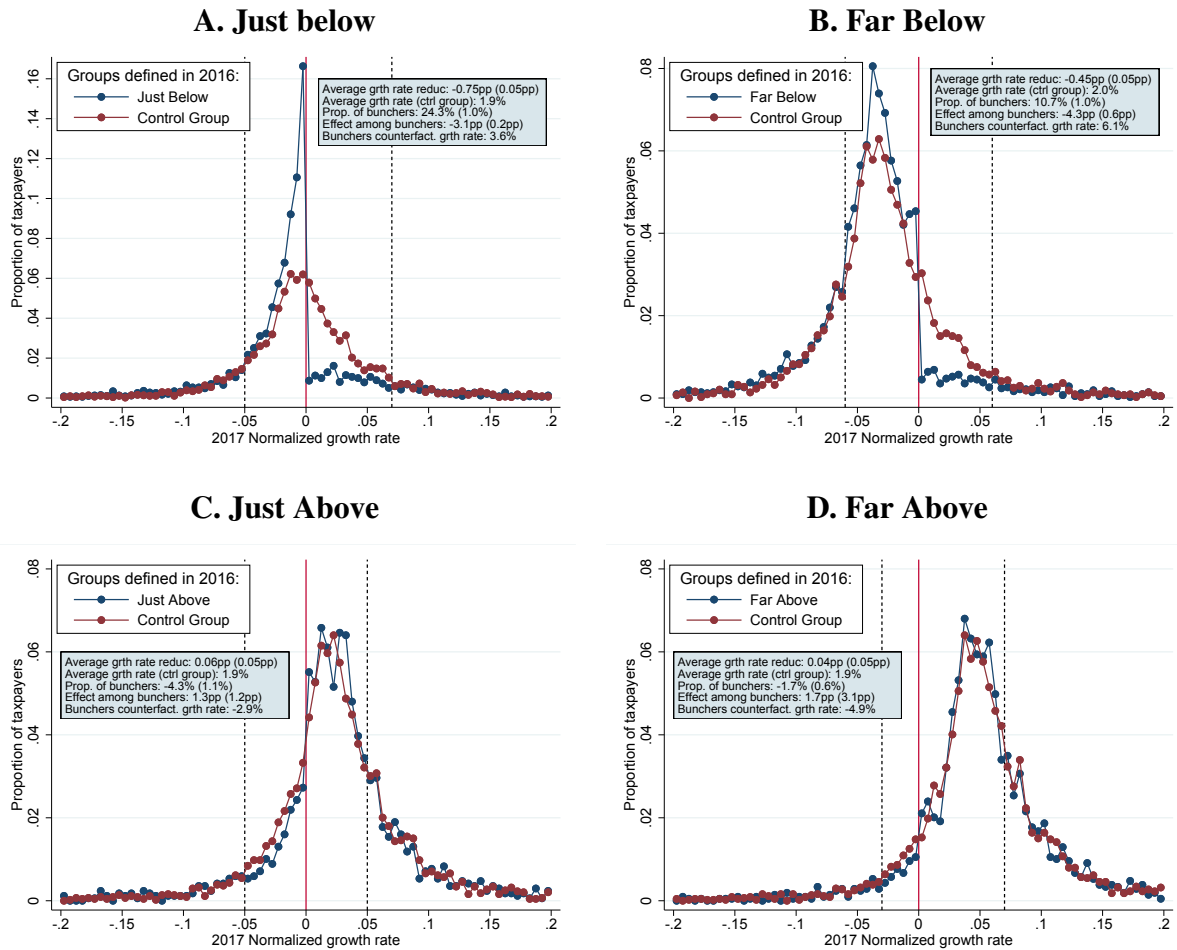 A. Just below
Groups defined in 2016:
Just Below
Control Group
Average grth rate reduc: -0.75pp (0.05pp)
Average grth rate (ctrl group): 1.9%
Prop. of bunchers: 24.3% (1.0%)
Effect among bunchers: -3.1pp (0.2pp)
Bunchers counterfact. grth rate: 3.6%
Proportion of taxpayers
0 .02 .04 .06 .08 .1 .12 .14 .16
-.2 -.15 -.1 -.05 0 .05 .1 .15 .2
2017 Normalized growth rate
B. Far Below
Groups defined in 2016:
Far Below
Control Group
Average grth rate reduc: -0.45pp (0.05pp)
Average grth rate (ctrl group): 2.0%
Prop. of bunchers: 10.7% (1.0%)
Effect among bunchers: -4.3pp (0.6pp)
Bunchers counterfact. grth rate: 6.1%
Proportion of taxpayers
0 .02 .04 .06 .08
-.2 -.15 -.1 -.05 0 .05 .1 .15 .2
2017 Normalized growth rate
C. Just Above
Groups defined in 2016:
Just Above
Control Group
Average grth rate reduc: 0.06pp (0.05pp)
Average grth rate (ctrl group): 1.9%
Prop. of bunchers: -4.3% (1.1%)
Effect among bunchers: 1.3pp (1.2pp)
Bunchers counterfact. grth rate: -2.9%
Proportion of taxpayers
0 .02 .04 .06 .08
-.2 -.15 -.1 -.05 0 .05 .1 .15 .2
2017 Normalized growth rate
D. Far Above
Groups defined in 2016:
Far Above
Control Group
Average grth rate reduc: 0.04pp (0.05pp)
Average grth rate (ctrl group): 1.9%
Prop. of bunchers: -1.7% (0.6%)
Effect among bunchers: 1.7pp (3.1pp)
Bunchers counterfact. grth rate: -4.9%
Proportion of taxpayers
0 .02 .04 .06 .08
-.2 -.15 -.1 -.05 0 .05 .1 .15 .2
2017 Normalized growth rate